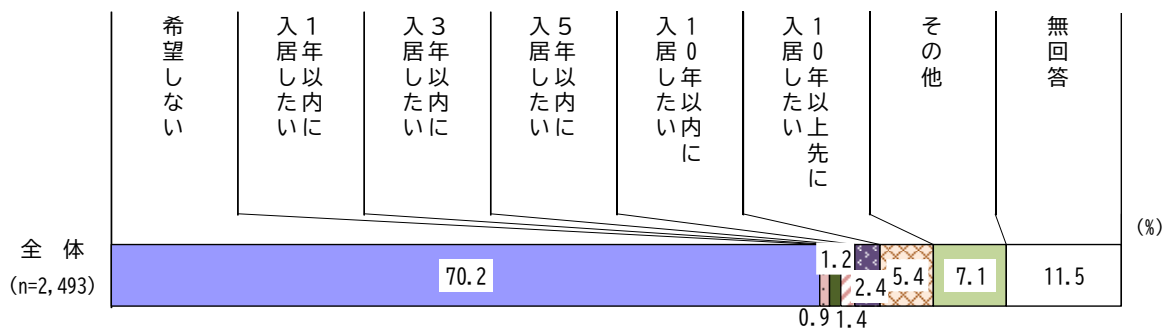 希望しない
１年以内に
入居したい
３年以内に
入居したい
５年以内に
入居したい
10年以内に
入居したい
10年以上先に
入居したい
その他
無回答
(%)
全 体
(n=2,493)
70.2
0.9
1.2
1.4
2.4
5.4
7.1
11.5